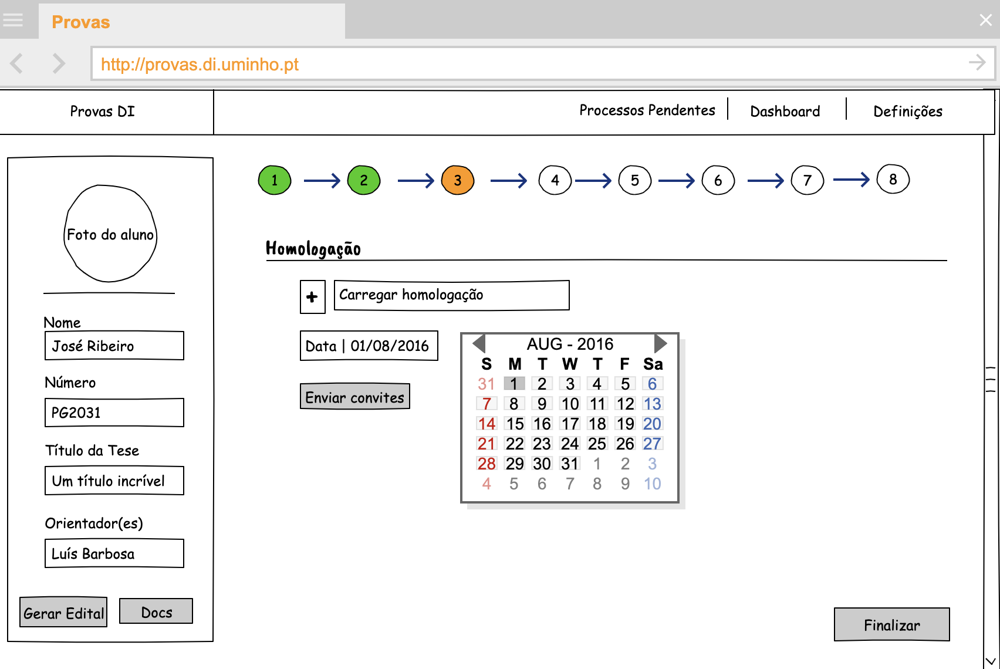 Provas
http://provas.di.uminho.pt
Provas DI
Processos Pendentes
Dashboard
Definições
1
2
3
4
5
6
7
8
Foto do aluno
Nome
José Ribeiro
Número
PG2031
Título da Tese
Um título incrível
Orientador(es)
Luís Barbosa
Gerar Edital
Docs
Homologação
+
Carregar homologação
Data | 01/08/2016
Enviar convites
AUG - 2016
S M T W T F Sa
31 1 2 3 4 5 6
7 8 9 10 11 12 13
14 15 16 17 18 19 20
21 22 23 24 25 26 27
28 29 30 31 1 2 3
4 5 6 7 8 9 10
Finalizar